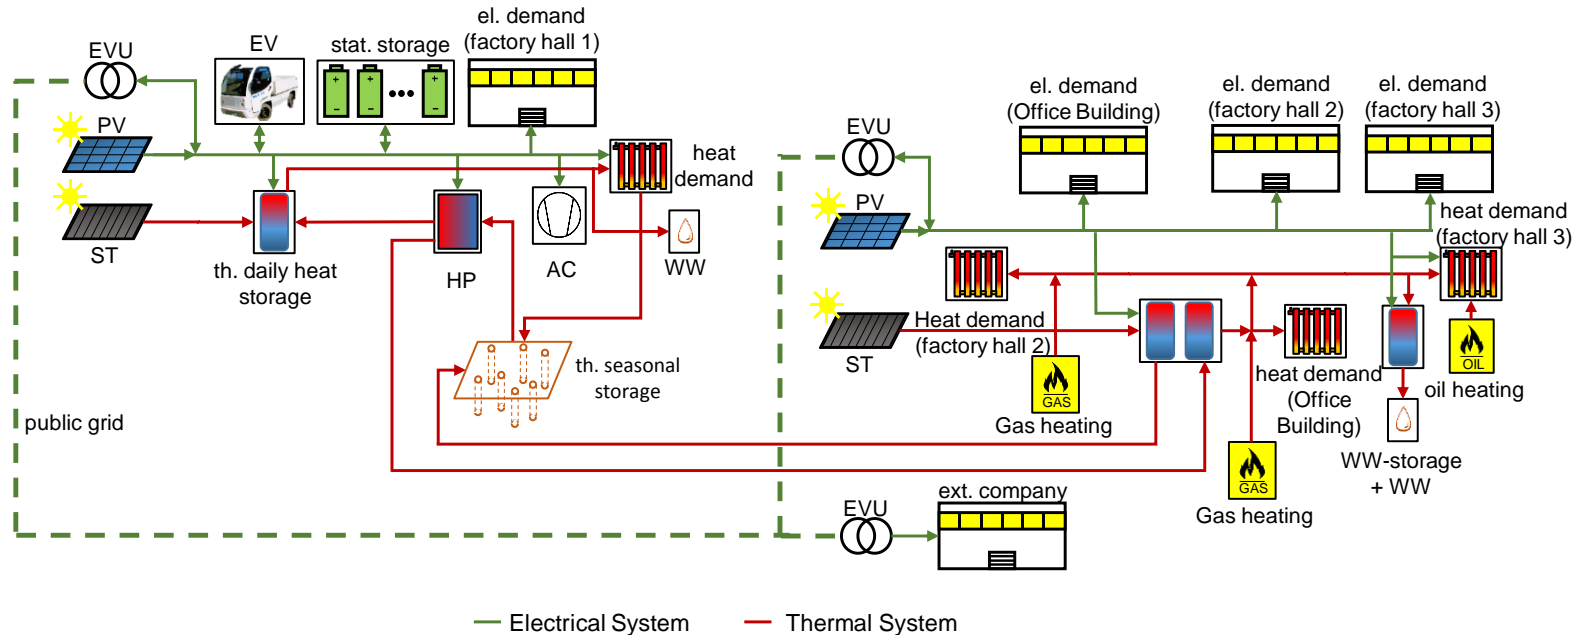 EVU
EV
stat. storage
el. demand
(factory hall 1)
PV
ST
th. daily heat
storage
HP
AC
heat
demand
WW
th. seasonal
storage
public grid
EVU
PV
ST
el. demand
(Office Building)
el. demand
(factory hall 2)
el. demand
(factory hall 3)
heat demand
(factory hall 3)
Heat demand
(factory hall 2)
GAS
Gas heating
heat demand
(Office
Building)
GAS
Gas heating
OIL
oil heating
WW-storage
+ WW
EVU
ext. company
Electrical System
Thermal System